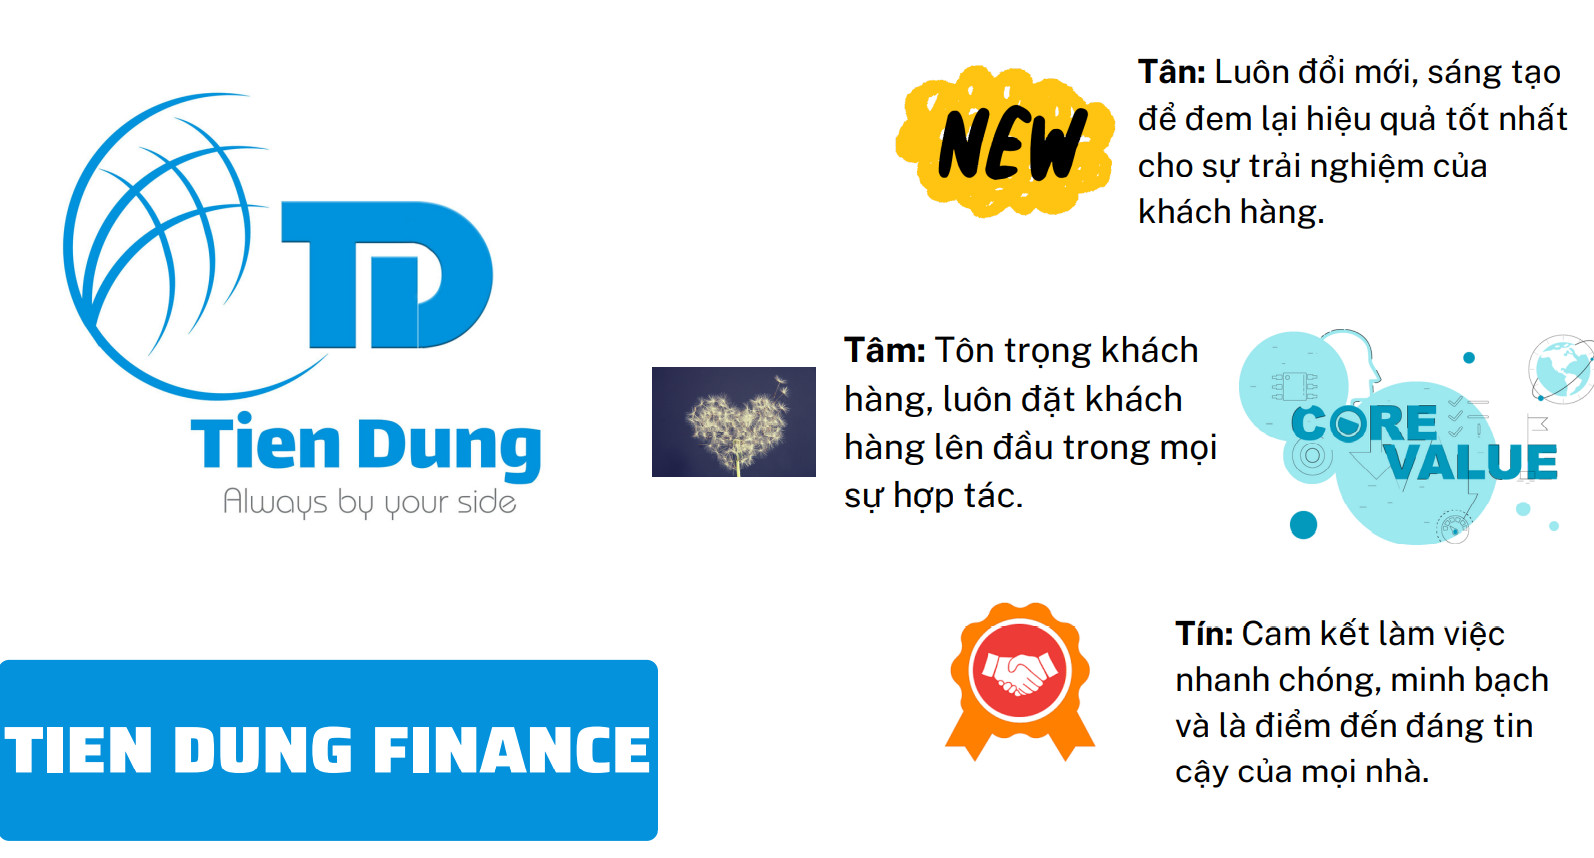 TD
Tien Dung
Always by your side
TIEN DUNG FINANCE
NEW
Tân: Luôn đổi mới, sáng tạo
để đem lại hiệu quả tốt nhất
cho sự trải nghiệm của
khách hàng.
Tâm: Tôn trọng khách
hàng, luôn đặt khách
hàng lên đầu trong mọi
sự hợp tác.
CORE
VALUE
Tín: Cam kết làm việc
nhanh chóng, minh bạch
và là điểm đến đáng tin
cậy của mọi nhà.